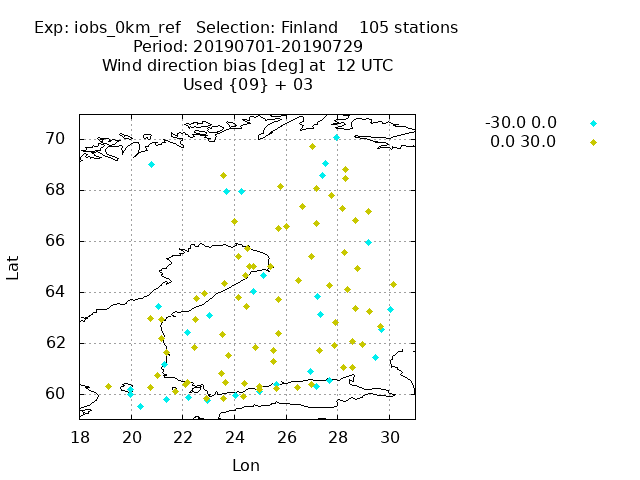 Exp: iobs_0km_ref   Selection: Finland    105 stations
Period: 20190701-20190729
Wind direction bias [deg] at  12 UTC
Used {09} + 03
-30.0 0.0
0.0 30.0
70
68
66
64
62
60
Lat
18 20 22 24 26 28 30
Lon